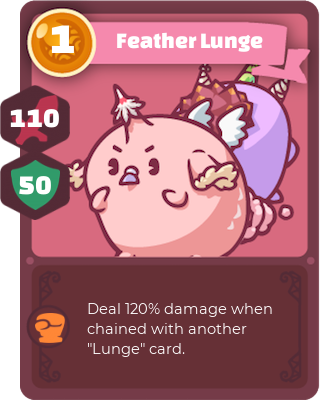 1
Feather Lunge
110
50
Deal 120% damage when
chained with another
"Lunge" card.